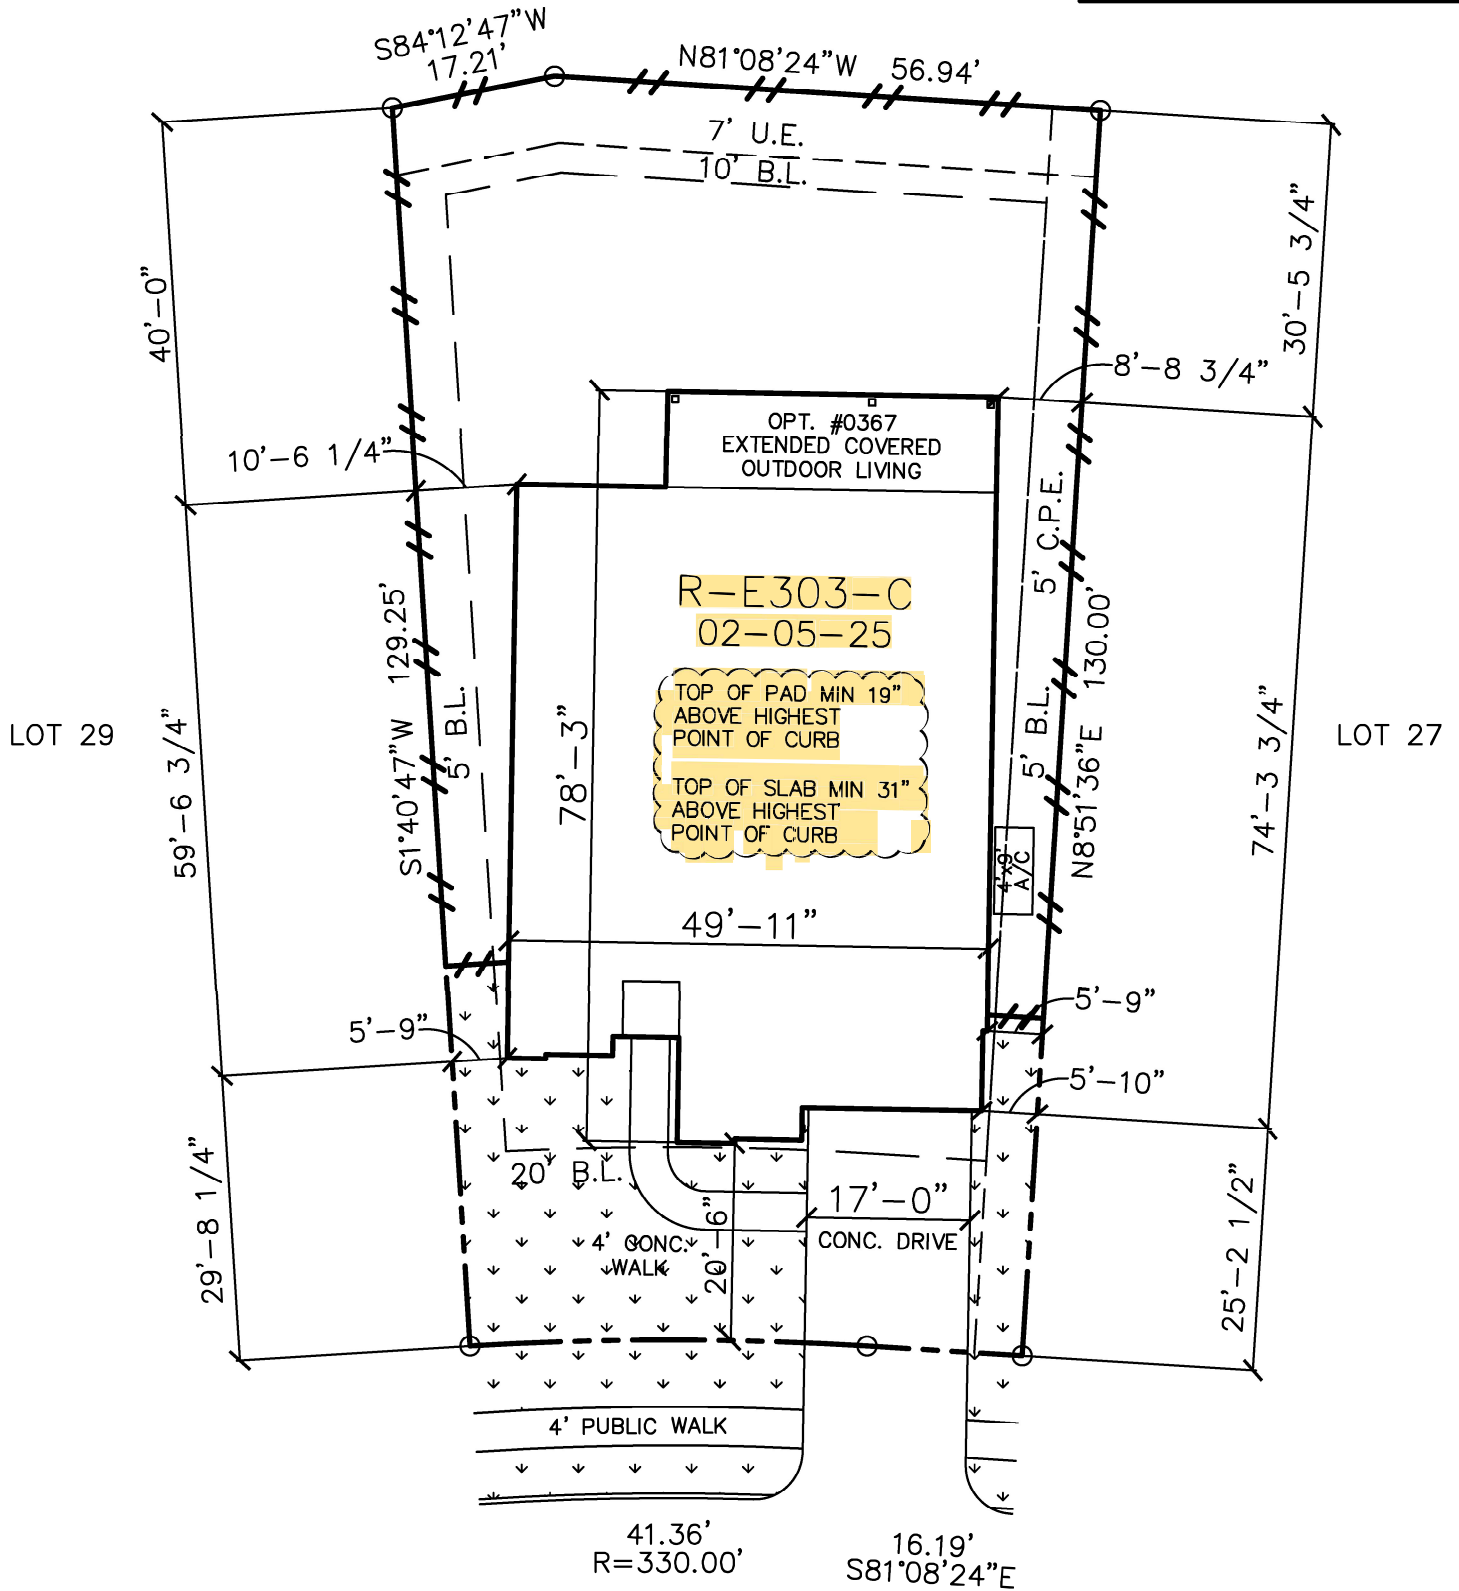 S84°12'47"W
17.21'
N81°08'24"W 56.94'
7' U.E.
10' B.L.
40'-0"
30'-5 3/4"
8'-8 3/4"
OPT. #0367
EXTENDED COVERED
OUTDOOR LIVING
10'-6 1/4"
5' C.P.E.
R-E303-C
02-05-25
TOP OF PAD MIN 19"
ABOVE HIGHEST
POINT OF CURB
TOP OF SLAB MIN 31"
ABOVE HIGHEST
POINT OF CURB
S1°40'47"W 129.25'
5' B.L.
78'-3"
5' B.L.
N8°51'36"E 130.00'
LOT 29
LOT 27
59'-6 3/4"
74'-3 3/4"
4'x9'
A/C
49'-11"
5'-9"
5'-9"
5'-10"
20' B.L.
29'-8 1/4"
25'-2 1/2"
17'-0"
20'-6"
4' CONC.
WALK
CONC. DRIVE
4' PUBLIC WALK
41.36'
R=330.00'
16.19'
S81°08'24"E